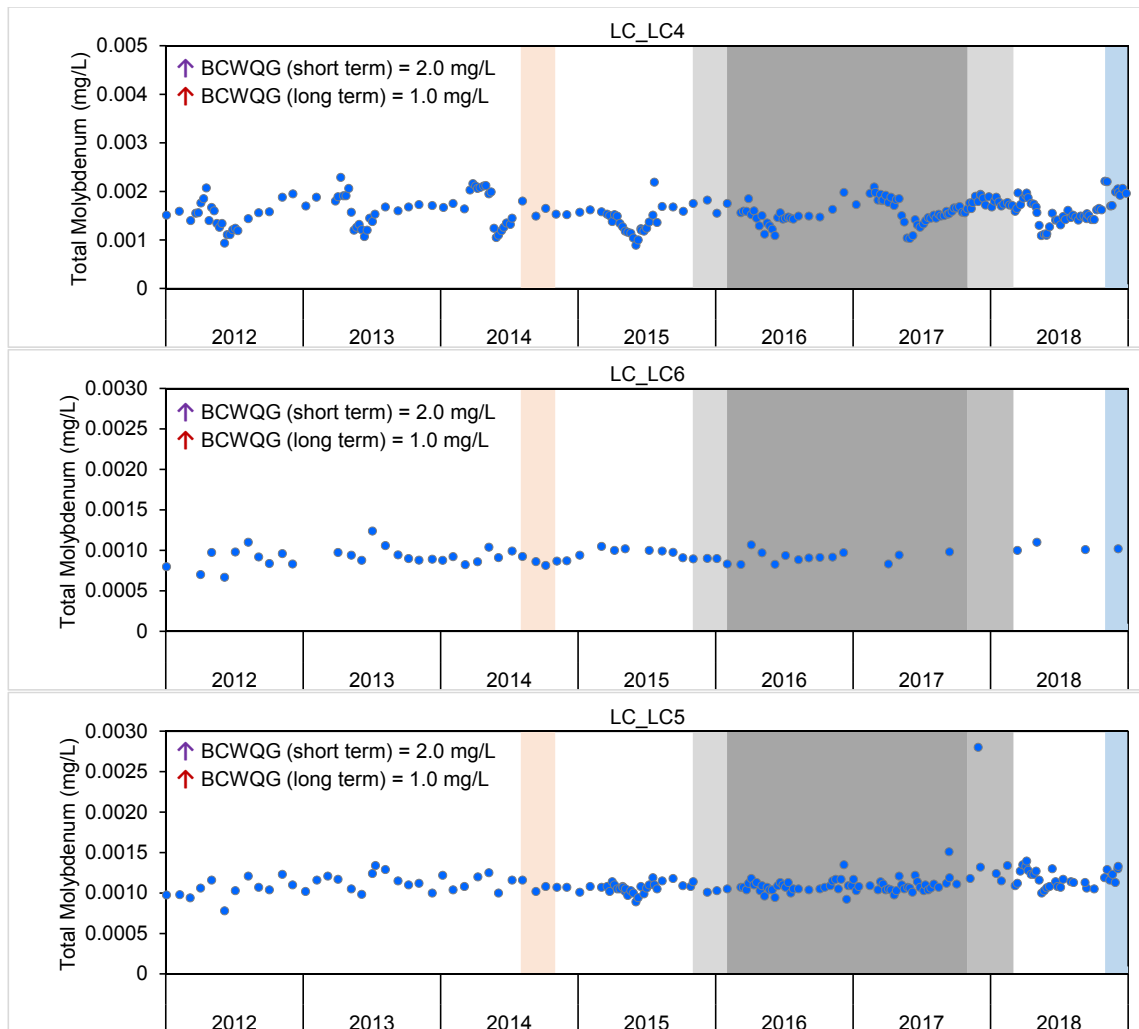 LC_LC4
Total Molybdenum (mg/L)
0.005
0.004
0.003
0.002
0.001
0
↑ BCWQG (short term) = 2.0 mg/L
↑ BCWQG (long term) = 1.0 mg/L
2012 2013 2014 2015 2016 2017 2018
LC_LC6
Total Molybdenum (mg/L)
0.0030
0.0025
0.0020
0.0015
0.0010
0.0005
0
↑ BCWQG (short term) = 2.0 mg/L
↑ BCWQG (long term) = 1.0 mg/L
2012 2013 2014 2015 2016 2017 2018
LC_LC5
Total Molybdenum (mg/L)
0.0030
0.0025
0.0020
0.0015
0.0010
0.0005
0
↑ BCWQG (short term) = 2.0 mg/L
↑ BCWQG (long term) = 1.0 mg/L
2012 2013 2014 2015 2016 2017 2018